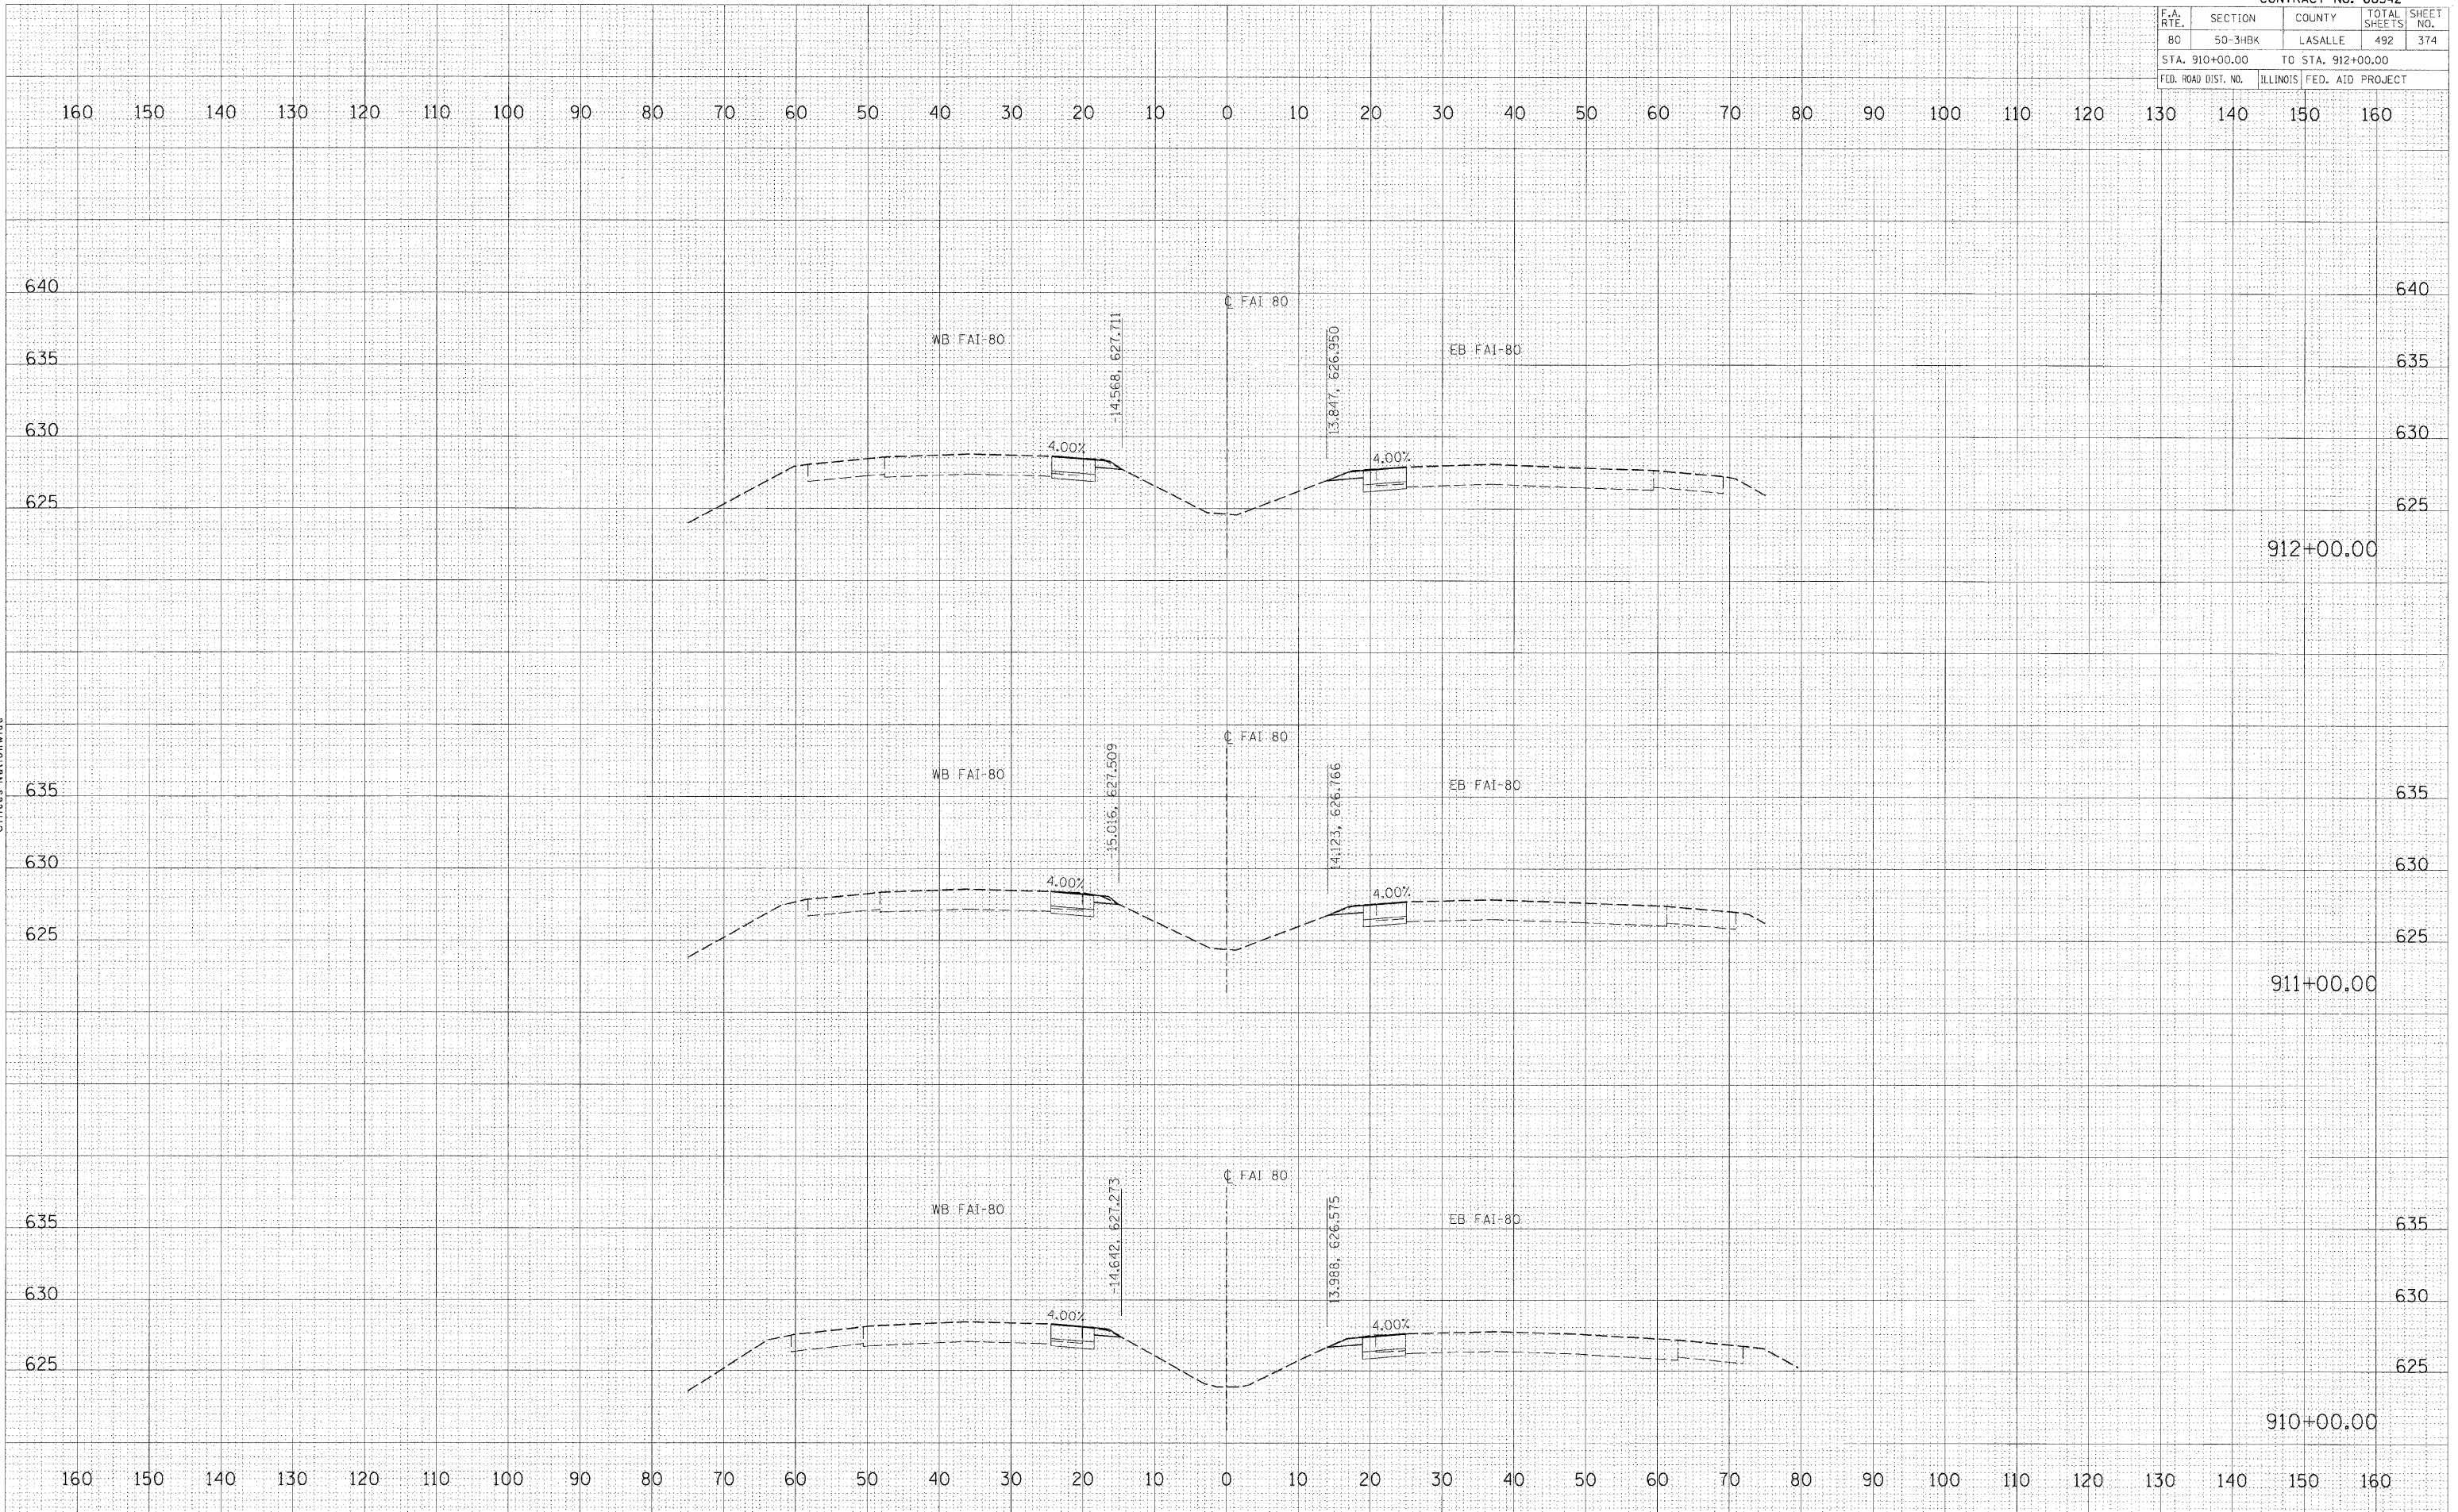 F.A. RTE. SECTION COUNTY TOTAL SHEETS SHEET NO.
80 50-3HBK LASALLE 492 374
STA. 910+00.00 TO STA. 912+00.00
FED. ROAD DIST. NO. ILLINOIS FED. AID PROJECT
160 150 140 130 120 110 100 90 80 70 60 50 40 30 20 10 0 10 20 30 40 50 60 70 80 90 100 110 120 130 140 150 160
640 640
℄ FAI 80
WB FAI-80
-14.568, 627.711
13.847, 626.950
EB FAI-80
635 635
630 630
4.00%
4.00%
625 625
912+00.00
℄ FAI 80
WB FAI-80
-15.016, 627.509
14.123, 626.766
EB FAI-80
635 635
630 630
4.00%
4.00%
625 625
911+00.00
℄ FAI 80
WB FAI-80
-14.642, 627.273
13.988, 626.575
EB FAI-80
635 635
630 630
4.00%
4.00%
625 625
910+00.00
160 150 140 130 120 110 100 90 80 70 60 50 40 30 20 10 0 10 20 30 40 50 60 70 80 90 100 110 120 130 140 150 160